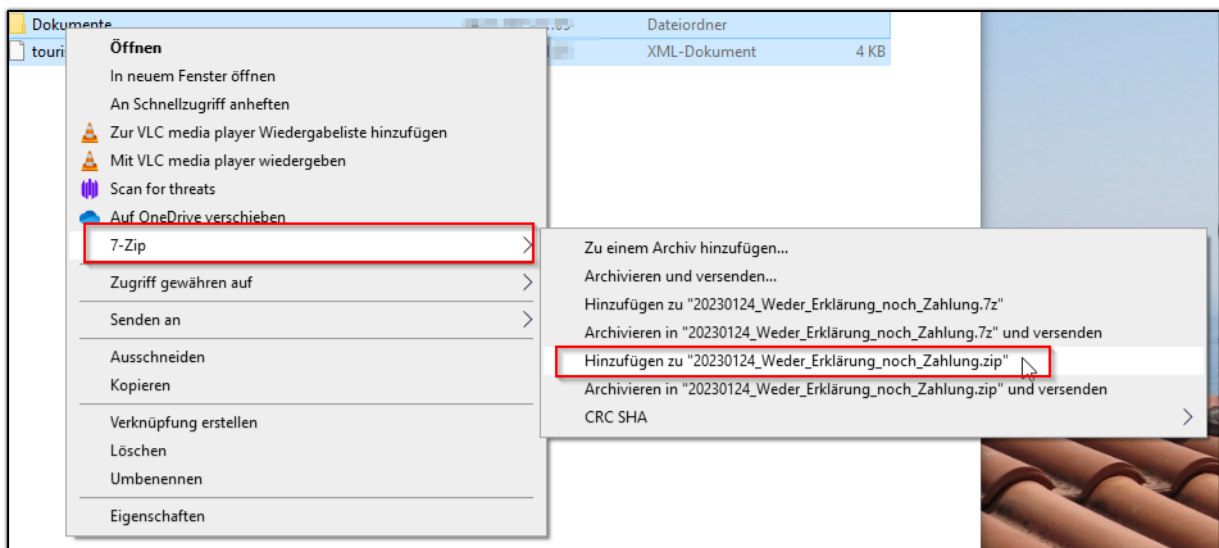 Dokumente Dateiordner
touri XML-Dokument 4 KB
Öffnen
In neuem Fenster öffnen
An Schnellzugriff anheften
Zur VLC media player Wiedergabeliste hinzufügen
Mit VLC media player wiedergeben
Scan for threats
Auf OneDrive verschieben
7-Zip
Zugriff gewähren auf
Senden an
Ausschneiden
Kopieren
Verknüpfung erstellen
Löschen
Umbenennen
Eigenschaften
Zu einem Archiv hinzufügen...
Archivieren und versenden...
Hinzufügen zu "20230124_Weder_Erklärung_noch_Zahlung.7z"
Archivieren in "20230124_Weder_Erklärung_noch_Zahlung.7z" und versenden
Hinzufügen zu "20230124_Weder_Erklärung_noch_Zahlung.zip"
Archivieren in "20230124_Weder_Erklärung_noch_Zahlung.zip" und versenden
CRC SHA